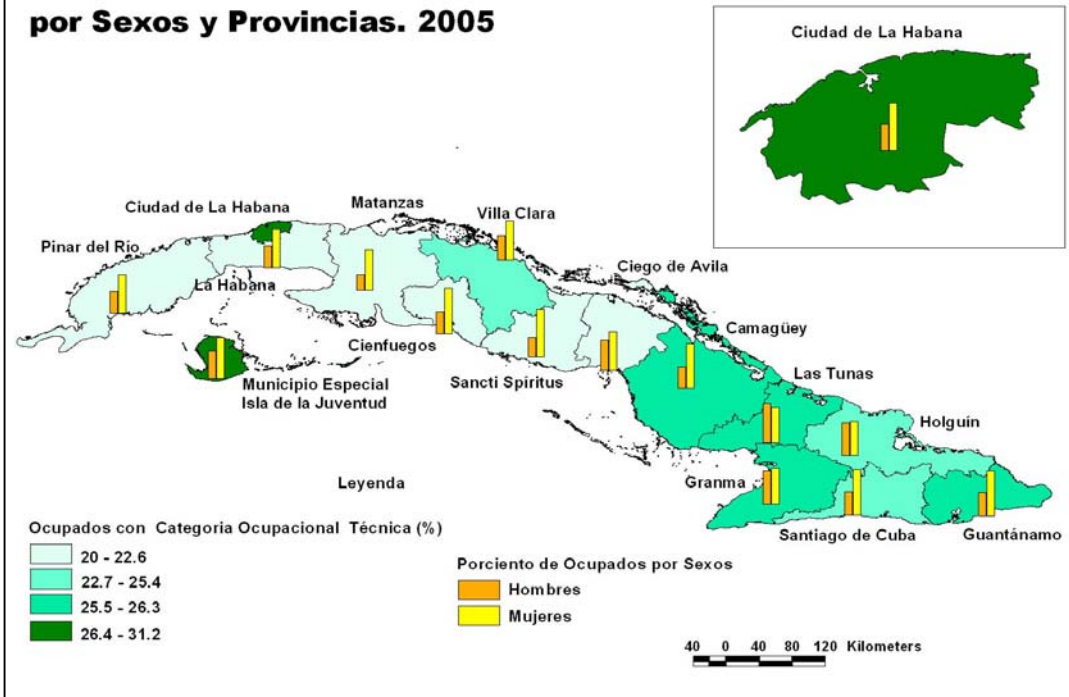 por Sexos y Provincias. 2005
Ciudad de La Habana
Ciudad de La Habana
Matanzas
Villa Clara
Pinar del Río
La Habana
Ciego de Avila
Camagüey
Cienfuegos
Sancti Spíritus
Las Tunas
Municipio Especial
Isla de la Juventud
Holguín
Granma
Santiago de Cuba
Guantánamo
Leyenda
Ocupados con Categoria Ocupacional Técnica (%)
20 - 22.6
22.7 - 25.4
25.5 - 26.3
26.4 - 31.2
Porciento de Ocupados por Sexos
Hombres
Mujeres
40 0 40 80 120 Kilometers